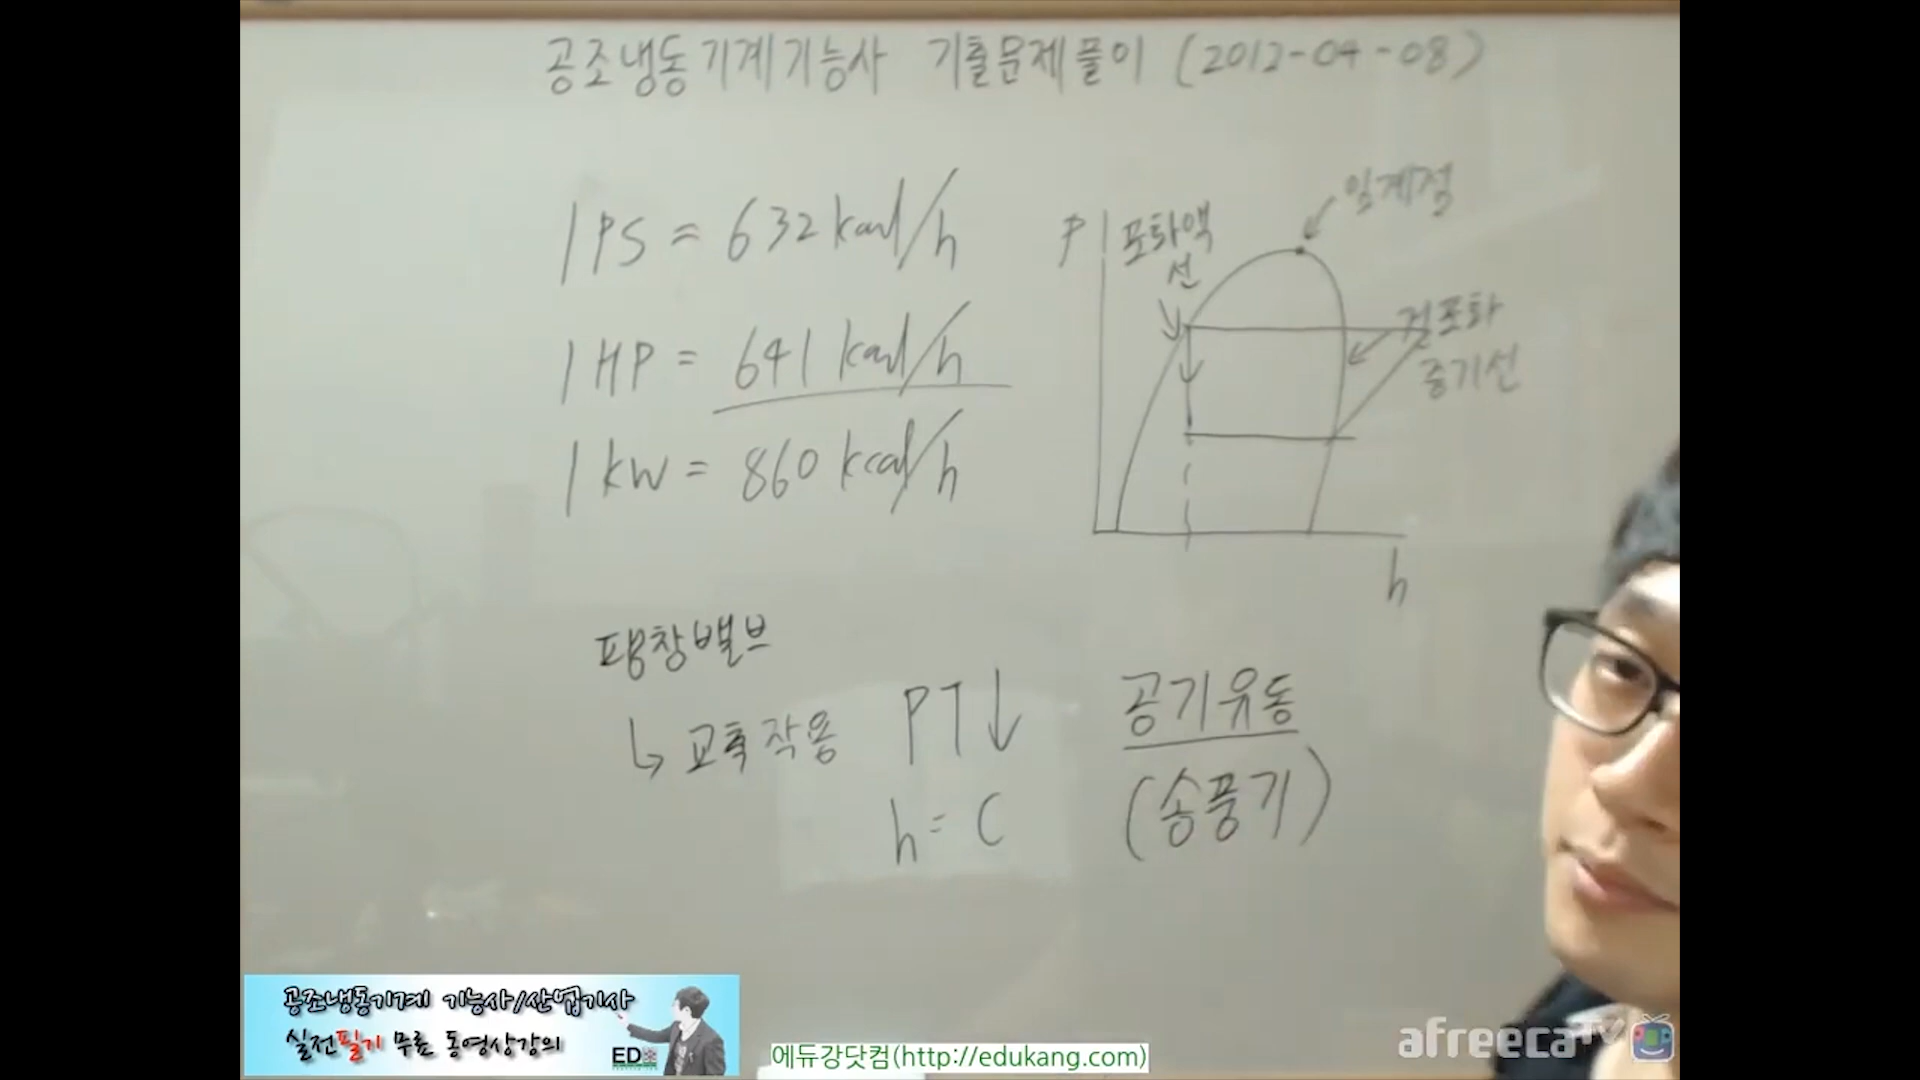 공조냉동기계기능사 기출문제풀이 (2012-04-08)
1PS = 632kcal/h
1HP = 641 kcal/h
1kW = 860 kcal/h
P
포화액
선
임계점
건포화
증기선
h
팽창밸브
↳ 교축작용
PT↓
h = C
공기유동
(송풍기)
공조냉동기계 기능사/산업기사
실전필기 무료 동영상강의
에듀강닷컴(http://edukang.com)
afreecaTV